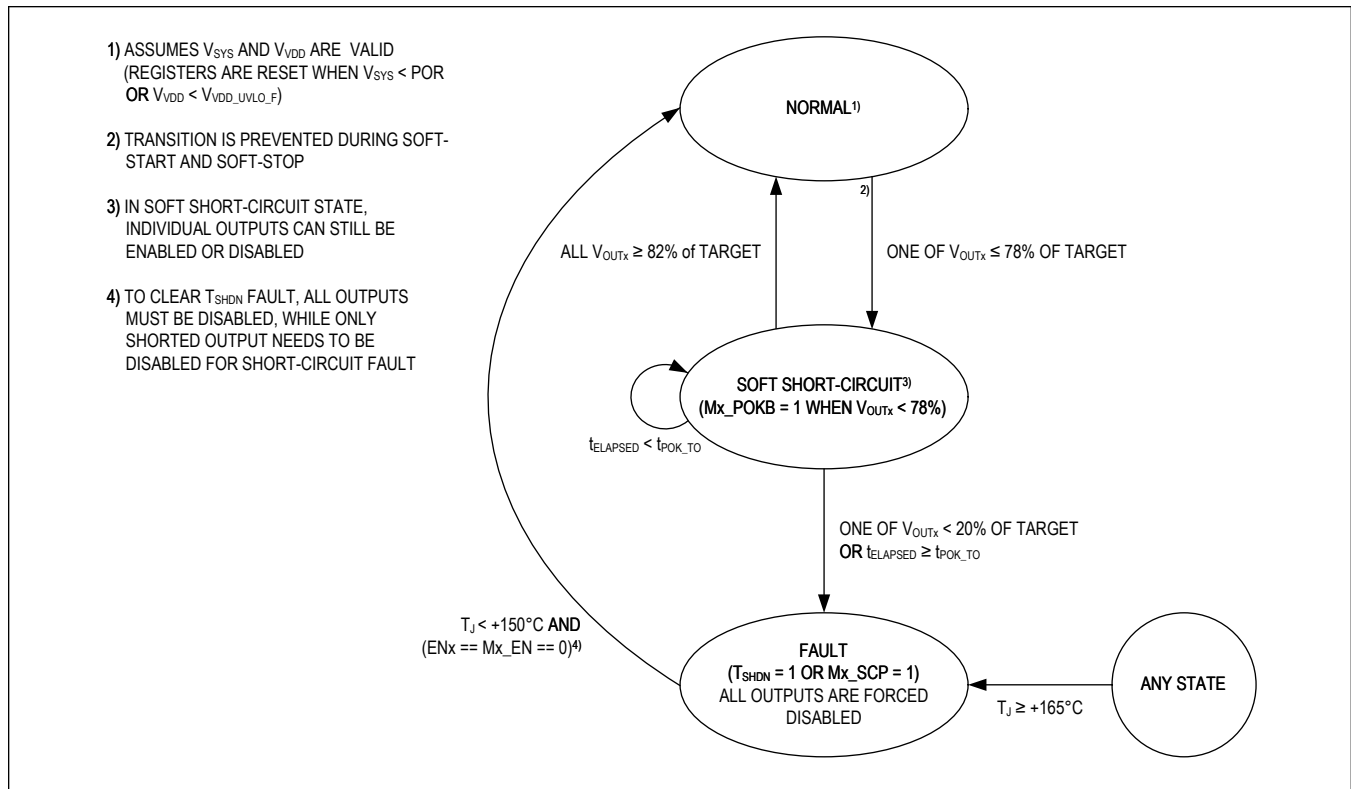 1) ASSUMES VSYS AND VVDD ARE VALID
(REGISTERS ARE RESET WHEN VSYS < POR
OR VVDD < VVDD_UVLO_F)
2) TRANSITION IS PREVENTED DURING SOFT-
START AND SOFT-STOP
3) IN SOFT SHORT-CIRCUIT STATE,
INDIVIDUAL OUTPUTS CAN STILL BE
ENABLED OR DISABLED
4) TO CLEAR TSHDN FAULT, ALL OUTPUTS
MUST BE DISABLED, WHILE ONLY
SHORTED OUTPUT NEEDS TO BE
DISABLED FOR SHORT-CIRCUIT FAULT
NORMAL1)
2)
ALL VOUTx ≥ 82% of TARGET
ONE OF VOUTx ≤ 78% OF TARGET
SOFT SHORT-CIRCUIT3)
(Mx_POKB = 1 WHEN VOUTx < 78%)
tELAPSED < tPOK_TO
ONE OF VOUTx < 20% OF TARGET
OR tELAPSED ≥ tPOK_TO
TJ < +150°C AND
(ENx == Mx_EN == 0)4)
FAULT
(TSHDN = 1 OR Mx_SCP = 1)
ALL OUTPUTS ARE FORCED
DISABLED
TJ ≥ +165°C
ANY STATE